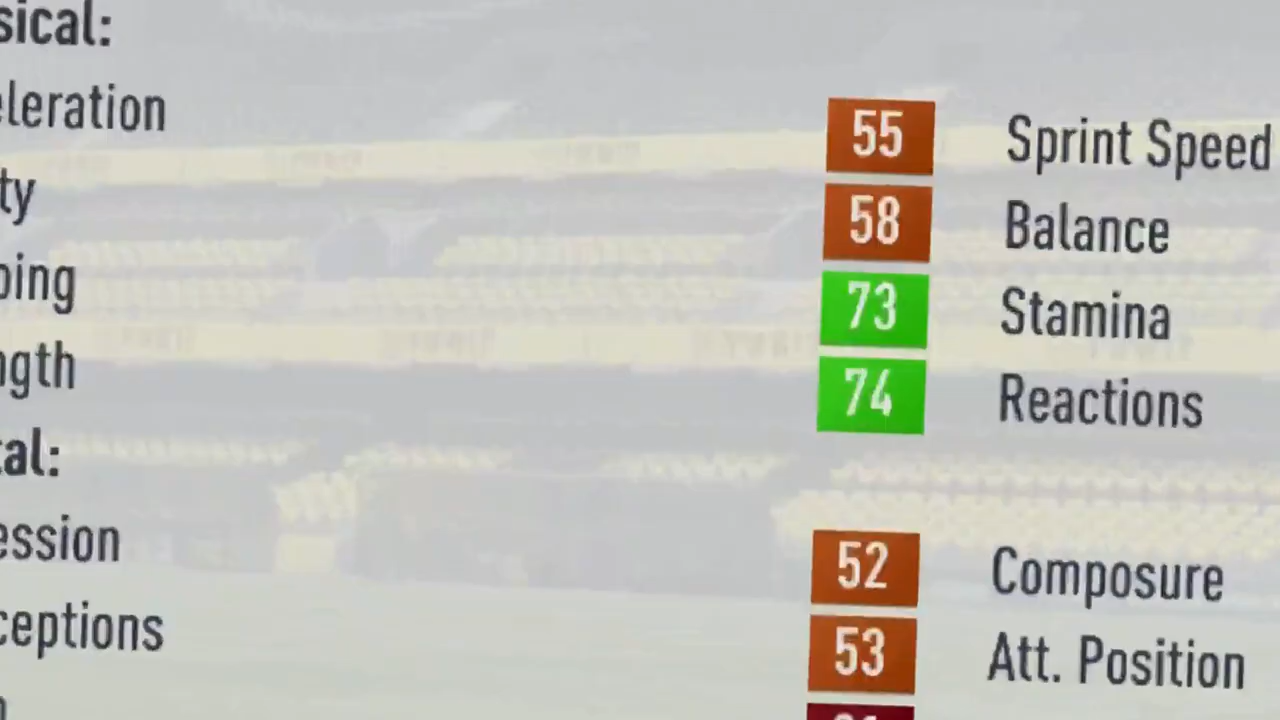 sical:
eleration 55 Sprint Speed
ty 58 Balance
ping 73 Stamina
ngth 74 Reactions
tal:
ession 52 Composure
ceptions 53 Att. Position